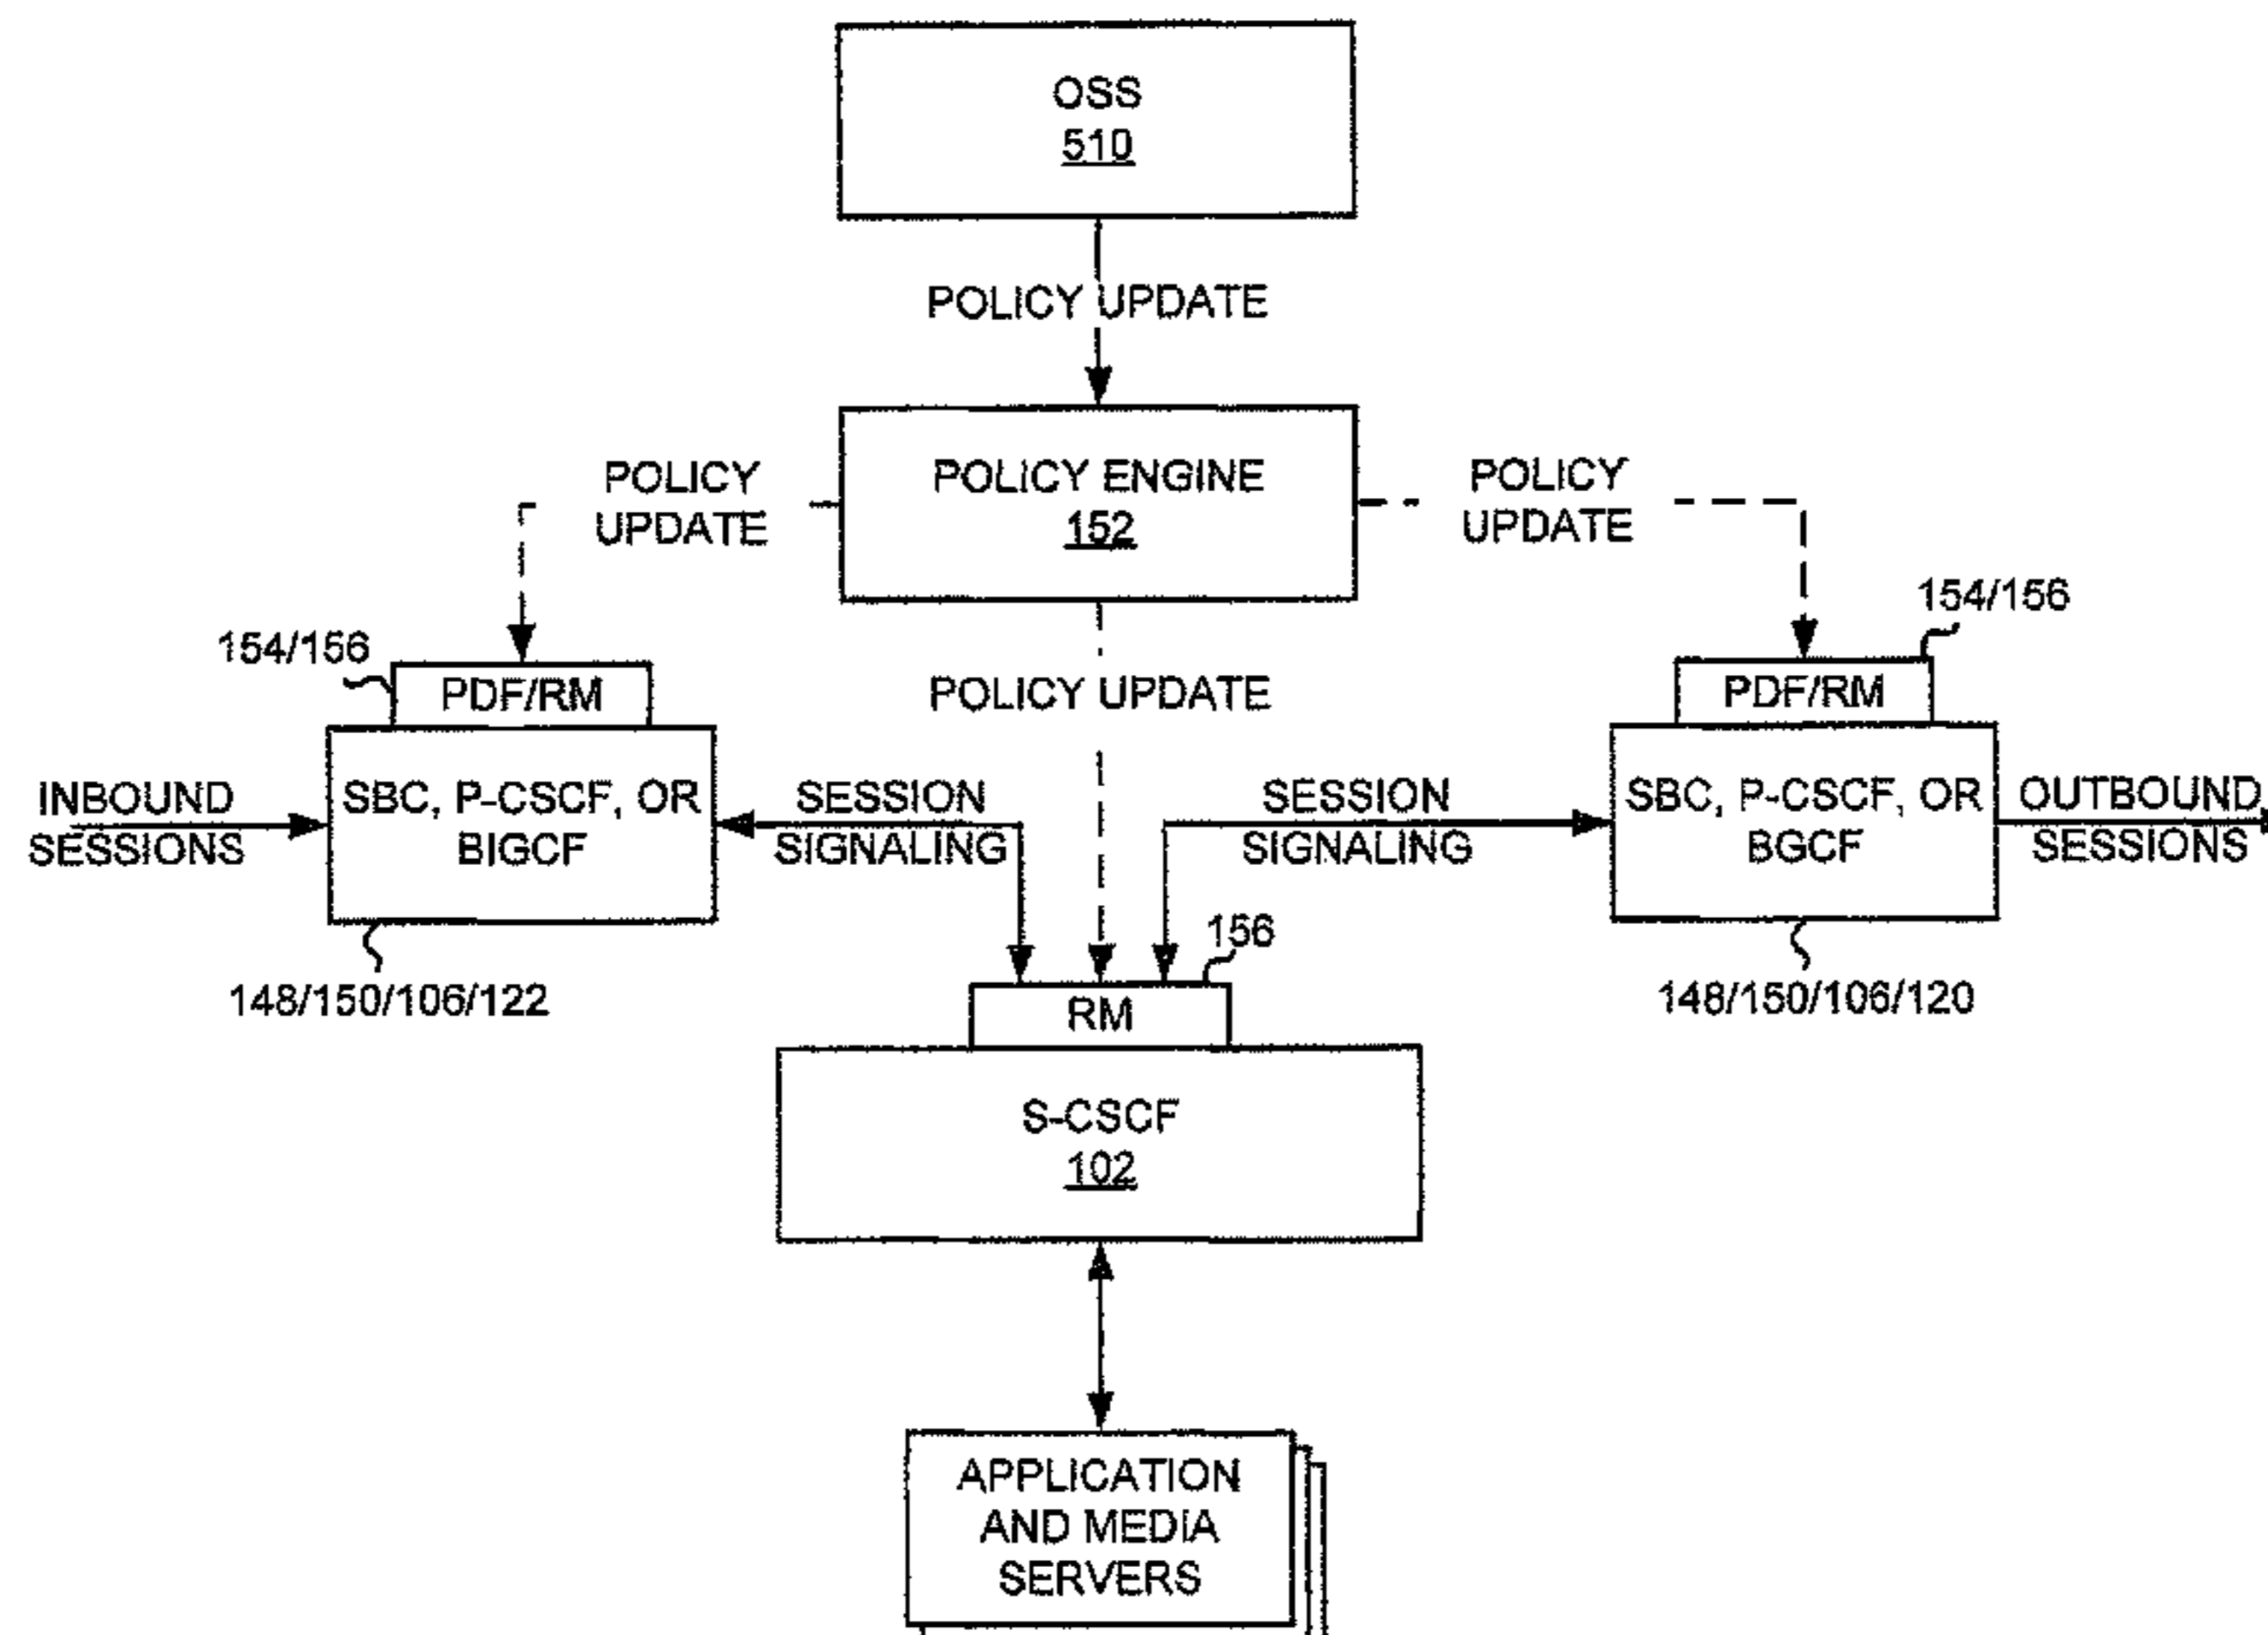 OSS
510
POLICY UPDATE
POLICY
UPDATE
POLICY ENGINE
152
POLICY
UPDATE
154/156
PDF/RM
POLICY UPDATE
154/156
PDF/RM
INBOUND
SESSIONS
SBC, P-CSCF, OR
BIGCF
SESSION
SIGNALING
SESSION
SIGNALING
SBC, P-CSCF, OR
BGCF
OUTBOUND
SESSIONS
148/150/106/122
156
RM
148/150/106/120
S-CSCF
102
APPLICATION
AND MEDIA
SERVERS